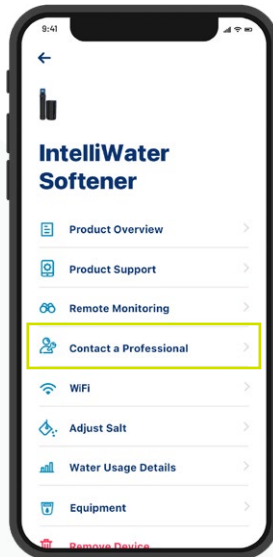 9:41
IntelliWater
Softener
Product Overview
Product Support
Remote Monitoring
Contact a Professional
WiFi
Adjust Salt
Water Usage Details
Equipment
Remove Device